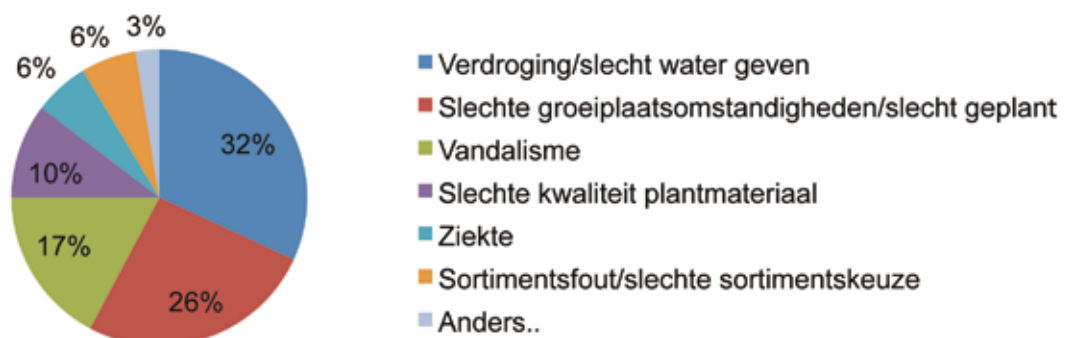 3%
6%
6%
32%
10%
17%
26%
Verdroging/slecht water geven
Slechte groeiplaatsomstandigheden/slecht geplant
Vandalisme
Slechte kwaliteit plantmateriaal
Ziekte
Sortimentsfout/slechte sortimentskeuze
Anders..